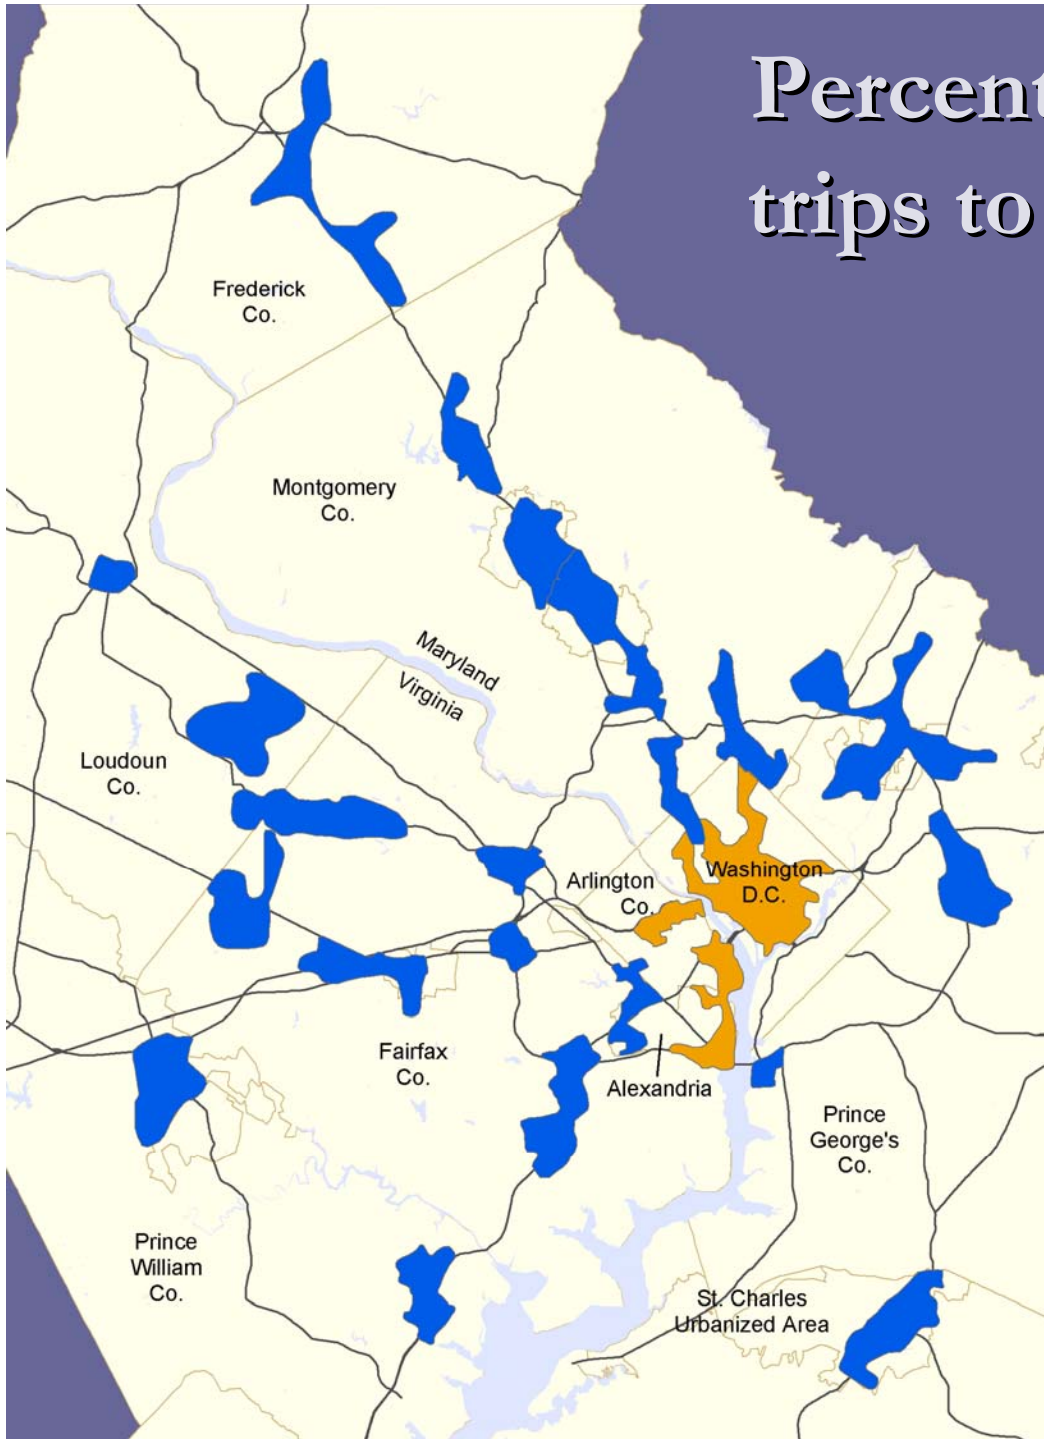 Percent
trips to
Frederick
Co.
Montgomery
Co.
Maryland
Virginia
Loudoun
Co.
Arlington
Co.
Washington
D.C.
Fairfax
Co.
Alexandria
Prince
George's
Co.
Prince
William
Co.
St. Charles
Urbanized Area